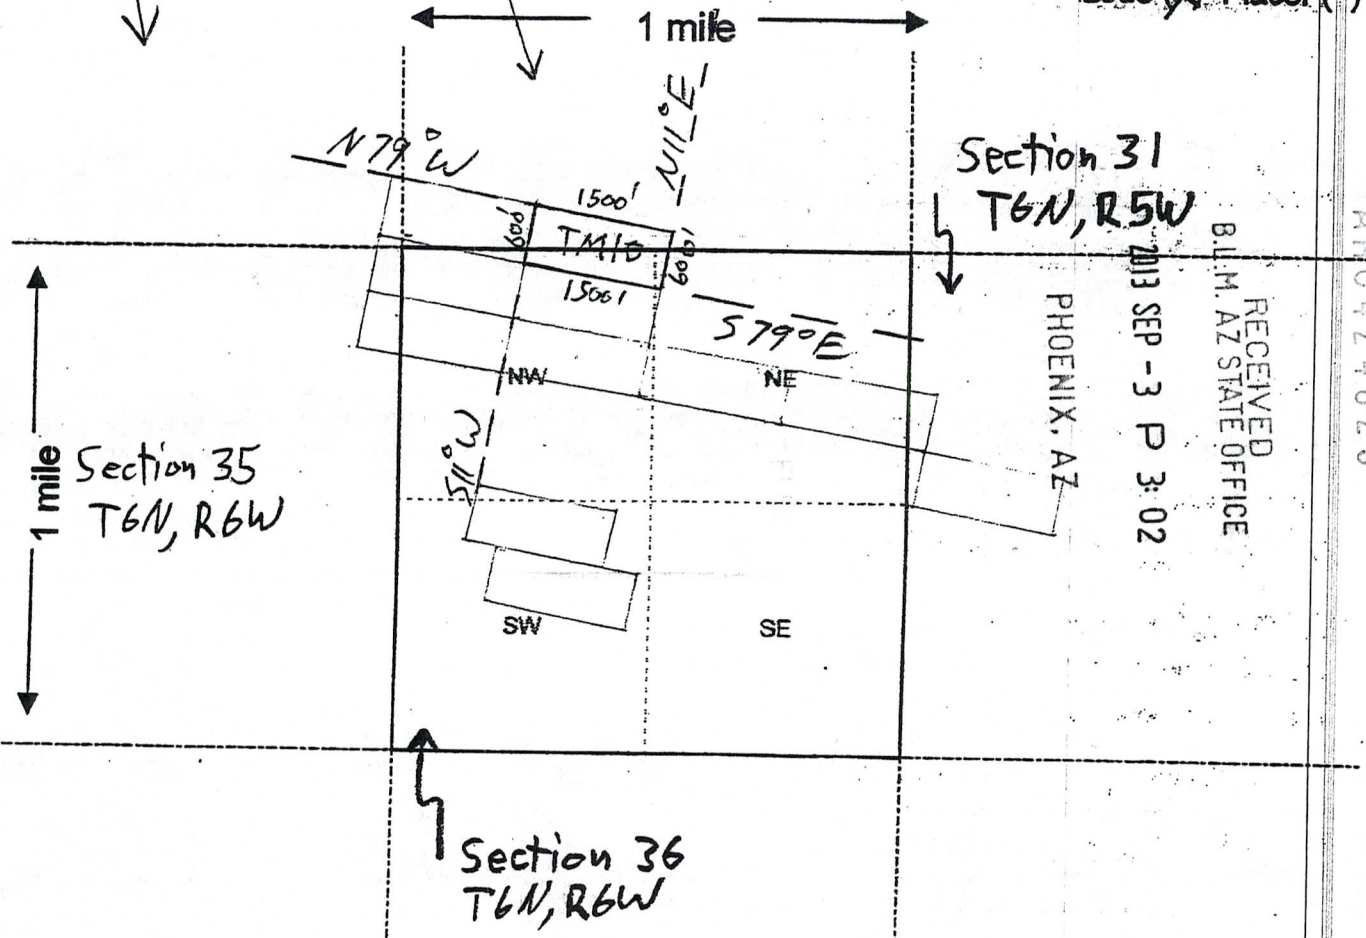 1 mile
N79°W
N11°E
1500'
600'
TM10
600'
1500'
S79°E
Section 31
T6N, R5W
NW
NE
S11°W
1 mile
Section 35
T6N, R6W
SW
SE
Section 36
T6N, R6W
RECEIVED
B.L.M. AZ STATE OFFICE
2013 SEP -3 P 3:02
PHOENIX, AZ